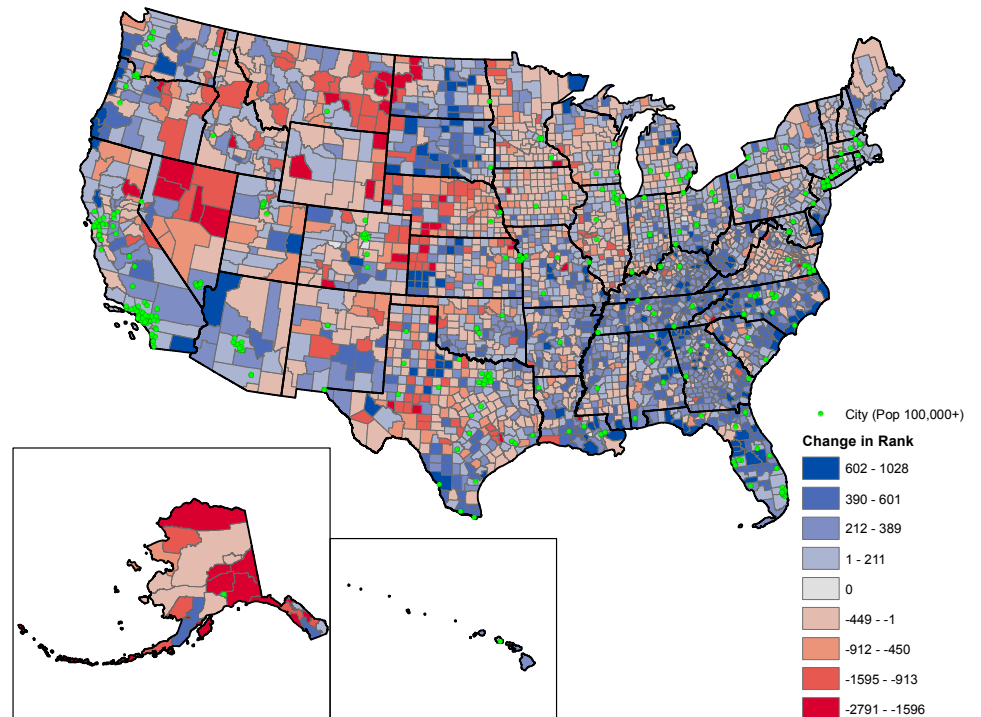 City (Pop 100,000+)
Change in Rank
602 - 1028
390 - 601
212 - 389
1 - 211
0
-449 - -1
-912 - -450
-1595 - -913
-2791 - -1596